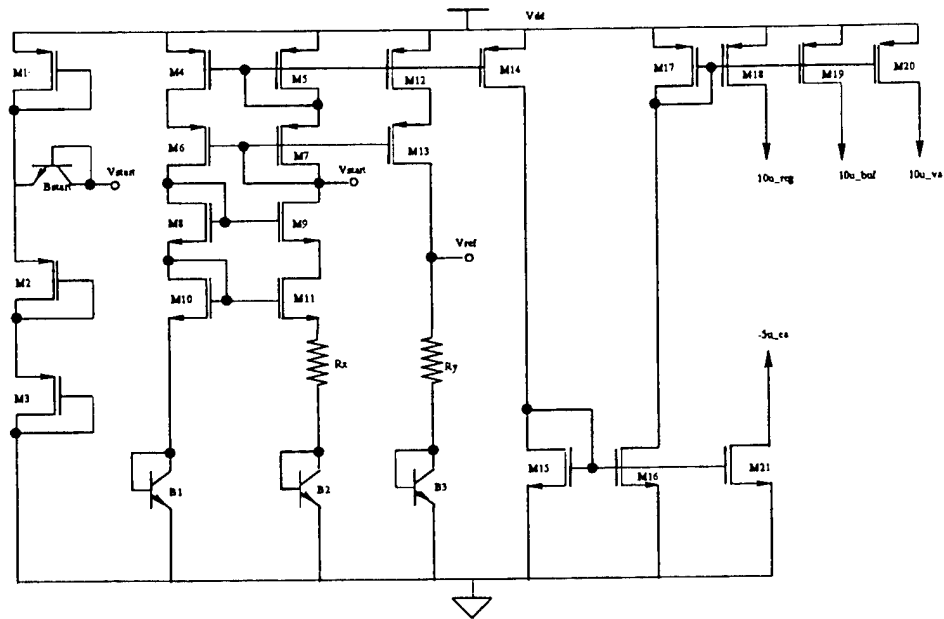 Vdd
M1
M4
M5
M12
M14
M17
M18
M19
M20
M6
M7
M13
Bstart
Vstart
Vstart
10u_reg
10u_buf
10u_va
M8
M9
Vref
M2
M10
M11
-5u_ea
Rx
Ry
M3
M15
M16
M21
B1
B2
B3